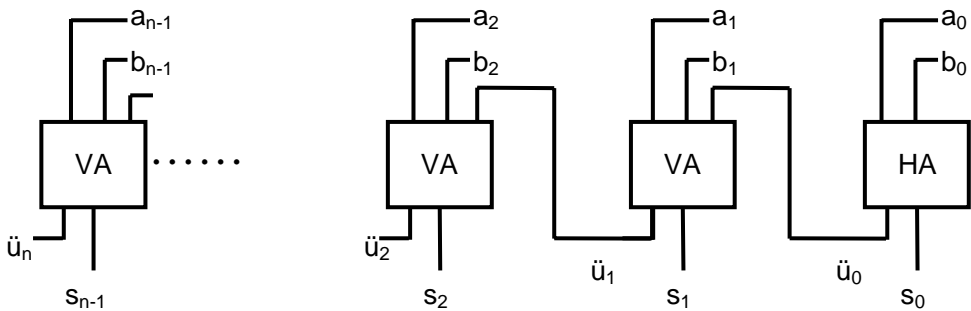 aₙ₋₁ a₂ a₁ a₀
bₙ₋₁ b₂ b₁ b₀
VA ...... VA VA HA
üₙ ü₂ ü₁ ü₀
sₙ₋₁ s₂ s₁ s₀